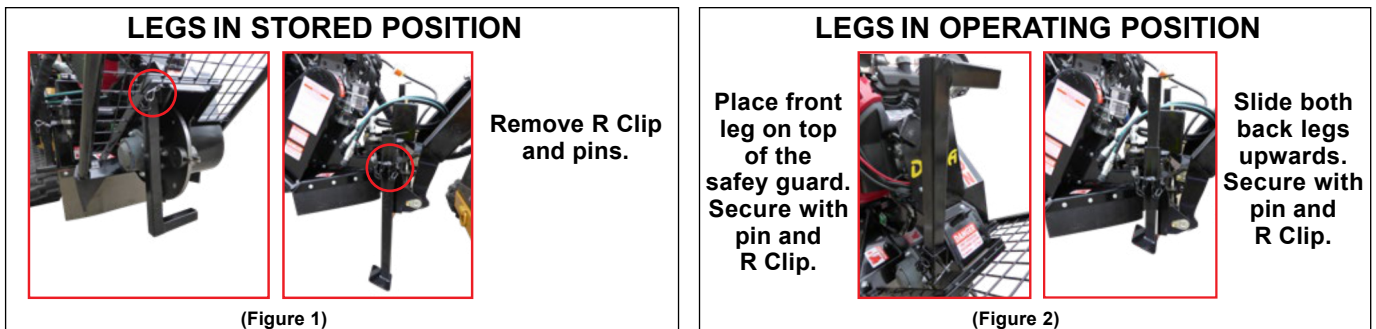 LEGS IN STORED POSITION
Remove R Clip
and pins.
(Figure 1)
LEGS IN OPERATING POSITION
Place front
leg on top
of the
safey guard.
Secure with
pin and
R Clip.
Slide both
back legs
upwards.
Secure with
pin and
R Clip.
(Figure 2)